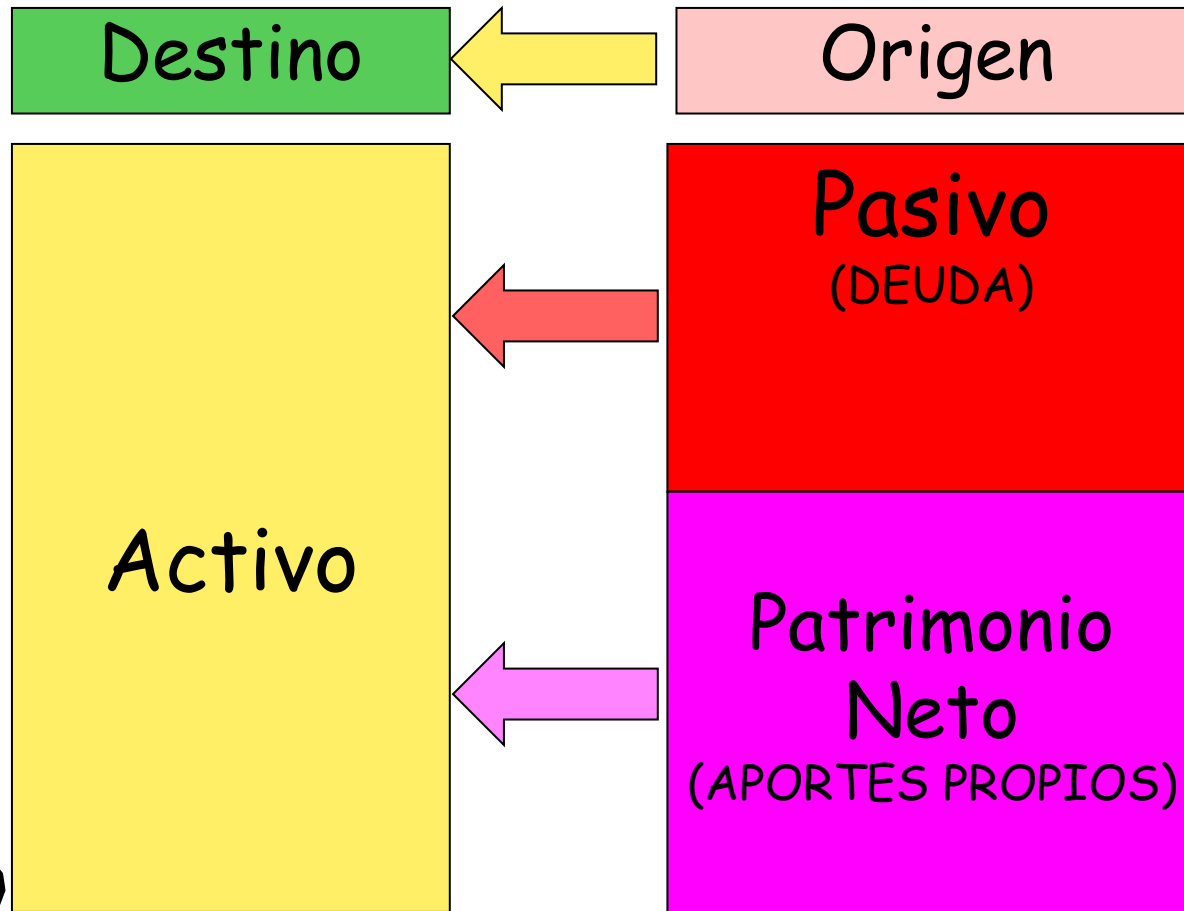 Destino
Origen
Pasivo
(DEUDA)
Activo
Patrimonio
Neto
(APORTES PROPIOS)